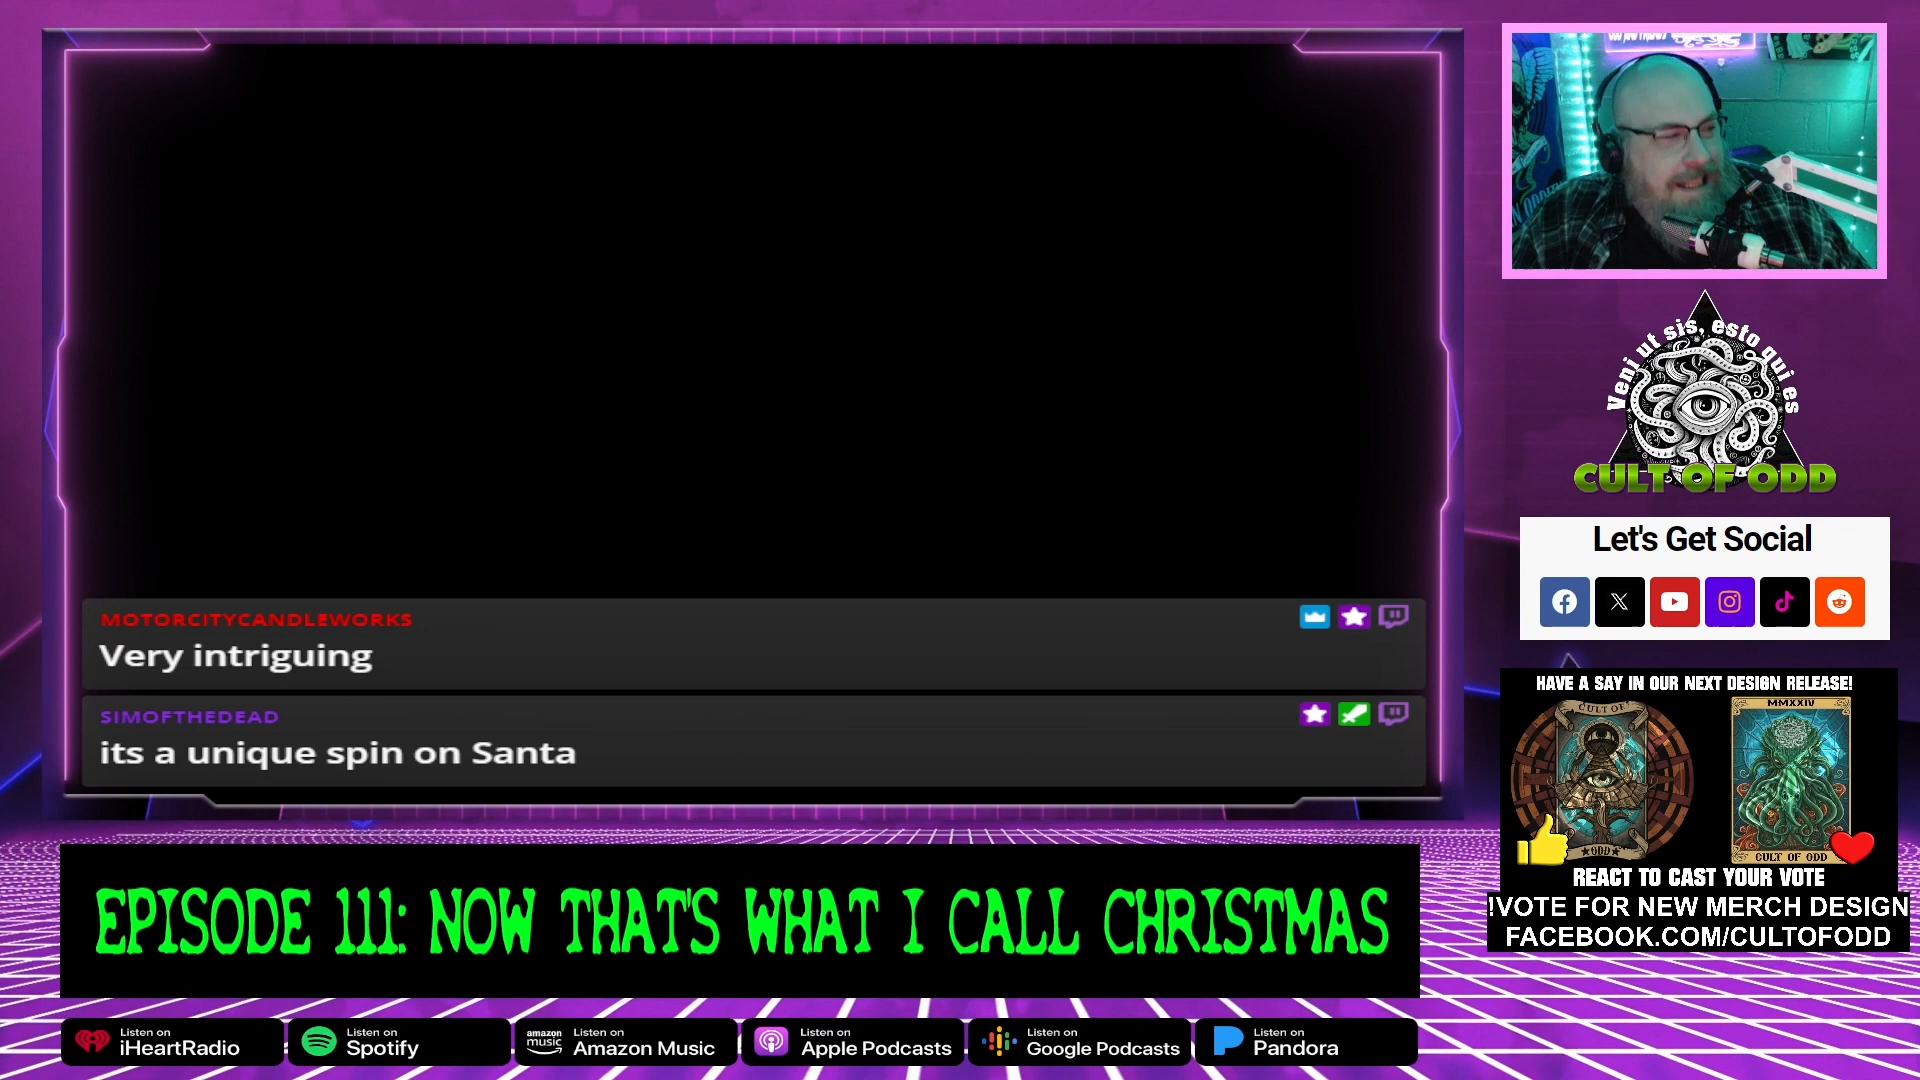 MOTORCITYCANDLEWORKS
Very intriguing
SIMOFTHEDEAD
its a unique spin on Santa
EPISODE 111: NOW THAT'S WHAT I CALL CHRISTMAS
Listen on
iHeartRadio
Listen on
Spotify
amazon
music
Listen on
Amazon Music
Listen on
Apple Podcasts
Listen on
Google Podcasts
Listen on
Pandora
Veni ut sis, esto qui es
CULT OF ODD
Let's Get Social
HAVE A SAY IN OUR NEXT DESIGN RELEASE!
CULT OF
ODD
MMXXIV
CULT OF ODD
REACT TO CAST YOUR VOTE
!VOTE FOR NEW MERCH DESIGN
FACEBOOK.COM/CULTOFODD